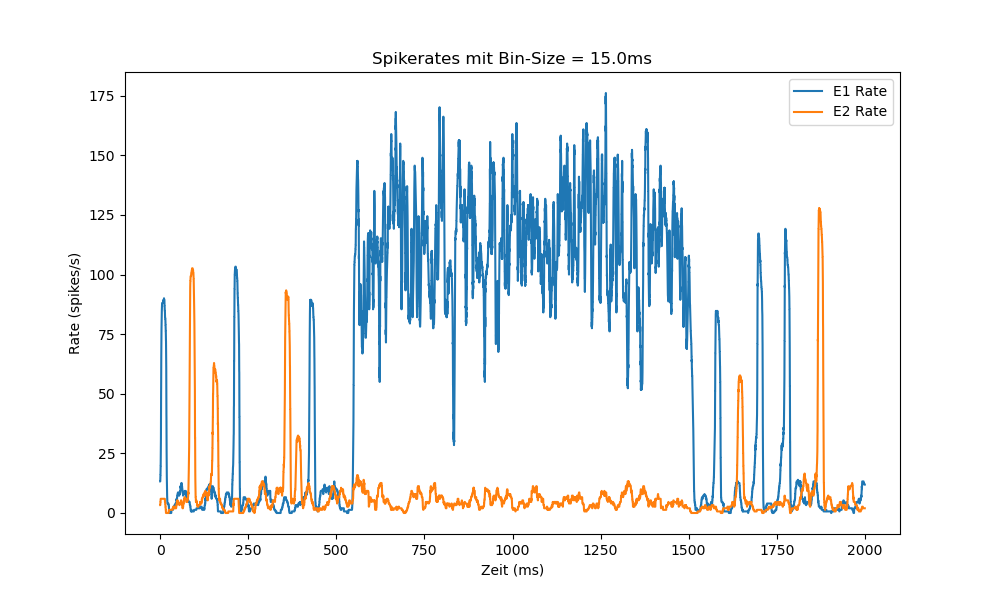 Spikerates mit Bin-Size = 15.0ms
E1 Rate
E2 Rate
Rate (spikes/s)
175
150
125
100
75
50
25
0
0 250 500 750 1000 1250 1500 1750 2000
Zeit (ms)